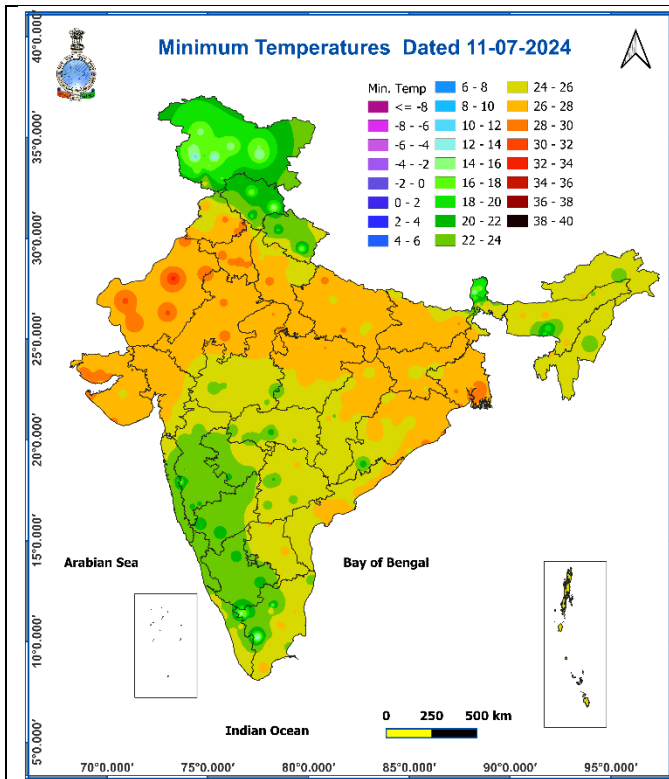 Minimum Temperatures Dated 11-07-2024
Min. Temp
<= -8
-8 - -6
-6 - -4
-4 - -2
-2 - 0
0 - 2
2 - 4
4 - 6
6 - 8
8 - 10
10 - 12
12 - 14
14 - 16
16 - 18
18 - 20
20 - 22
22 - 24
24 - 26
26 - 28
28 - 30
30 - 32
32 - 34
34 - 36
36 - 38
38 - 40
40°0.000'
35°0.000'
30°0.000'
25°0.000'
20°0.000'
15°0.000'
10°0.000'
5°0.000'
Arabian Sea
Bay of Bengal
Indian Ocean
0 250 500 km
70°0.000' 75°0.000' 80°0.000' 85°0.000' 90°0.000' 95°0.000'